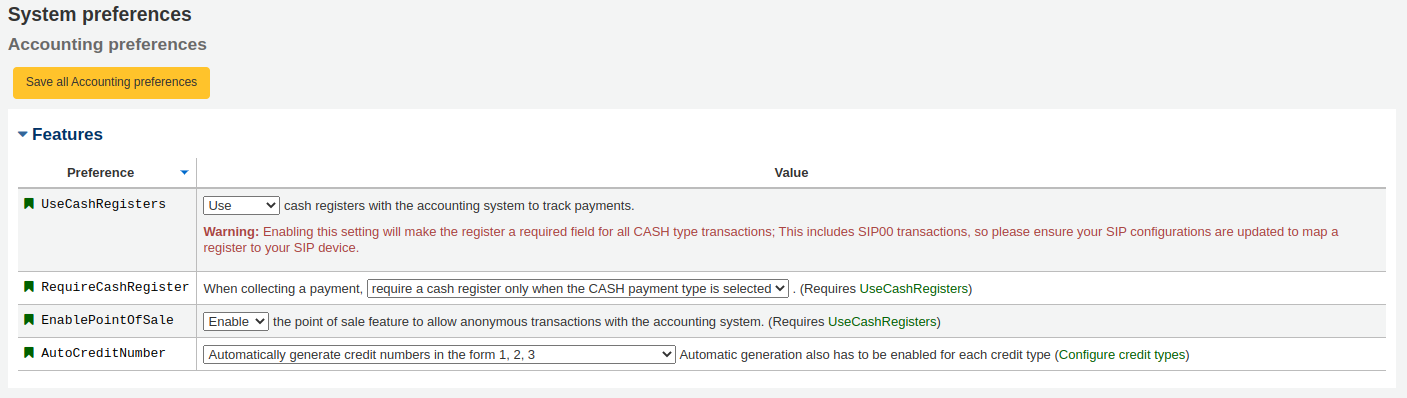 System preferences
Accounting preferences
Save all Accounting preferences
Features
Preference Value
UseCashRegisters Use cash registers with the accounting system to track payments.
Warning: Enabling this setting will make the register a required field for all CASH type transactions; This includes SIP00 transactions, so please ensure your SIP configurations are updated to map a
register to your SIP device.
RequireCashRegister When collecting a payment, require a cash register only when the CASH payment type is selected . (Requires UseCashRegisters)
EnablePointOfSale Enable the point of sale feature to allow anonymous transactions with the accounting system. (Requires UseCashRegisters)
AutoCreditNumber Automatically generate credit numbers in the form 1, 2, 3 Automatic generation also has to be enabled for each credit type (Configure credit types)